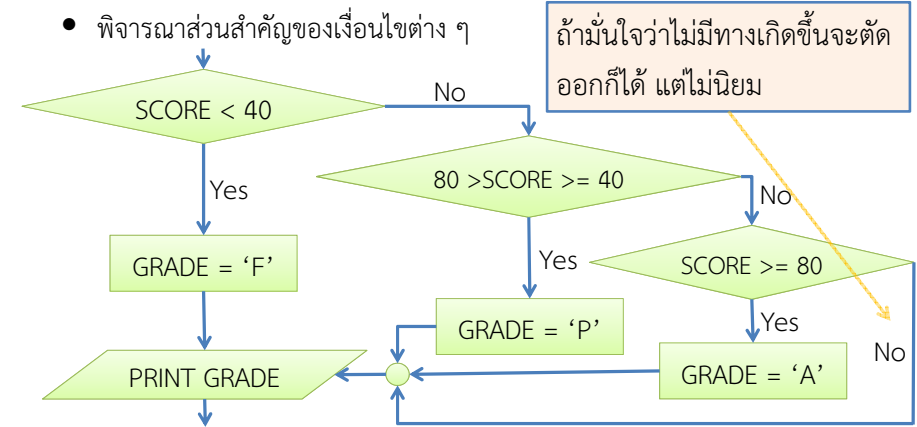 • พิจารณาส่วนสำคัญของเงื่อนไขต่าง ๆ
ถ้ามั่นใจว่าไม่มีทางเกิดขึ้นจะตัด
ออกก็ได้ แต่ไม่นิยม
SCORE < 40
No
80 >SCORE >= 40
Yes
No
GRADE = ‘F’
Yes
SCORE >= 80
GRADE = ‘P’
Yes
No
PRINT GRADE
GRADE = ‘A’